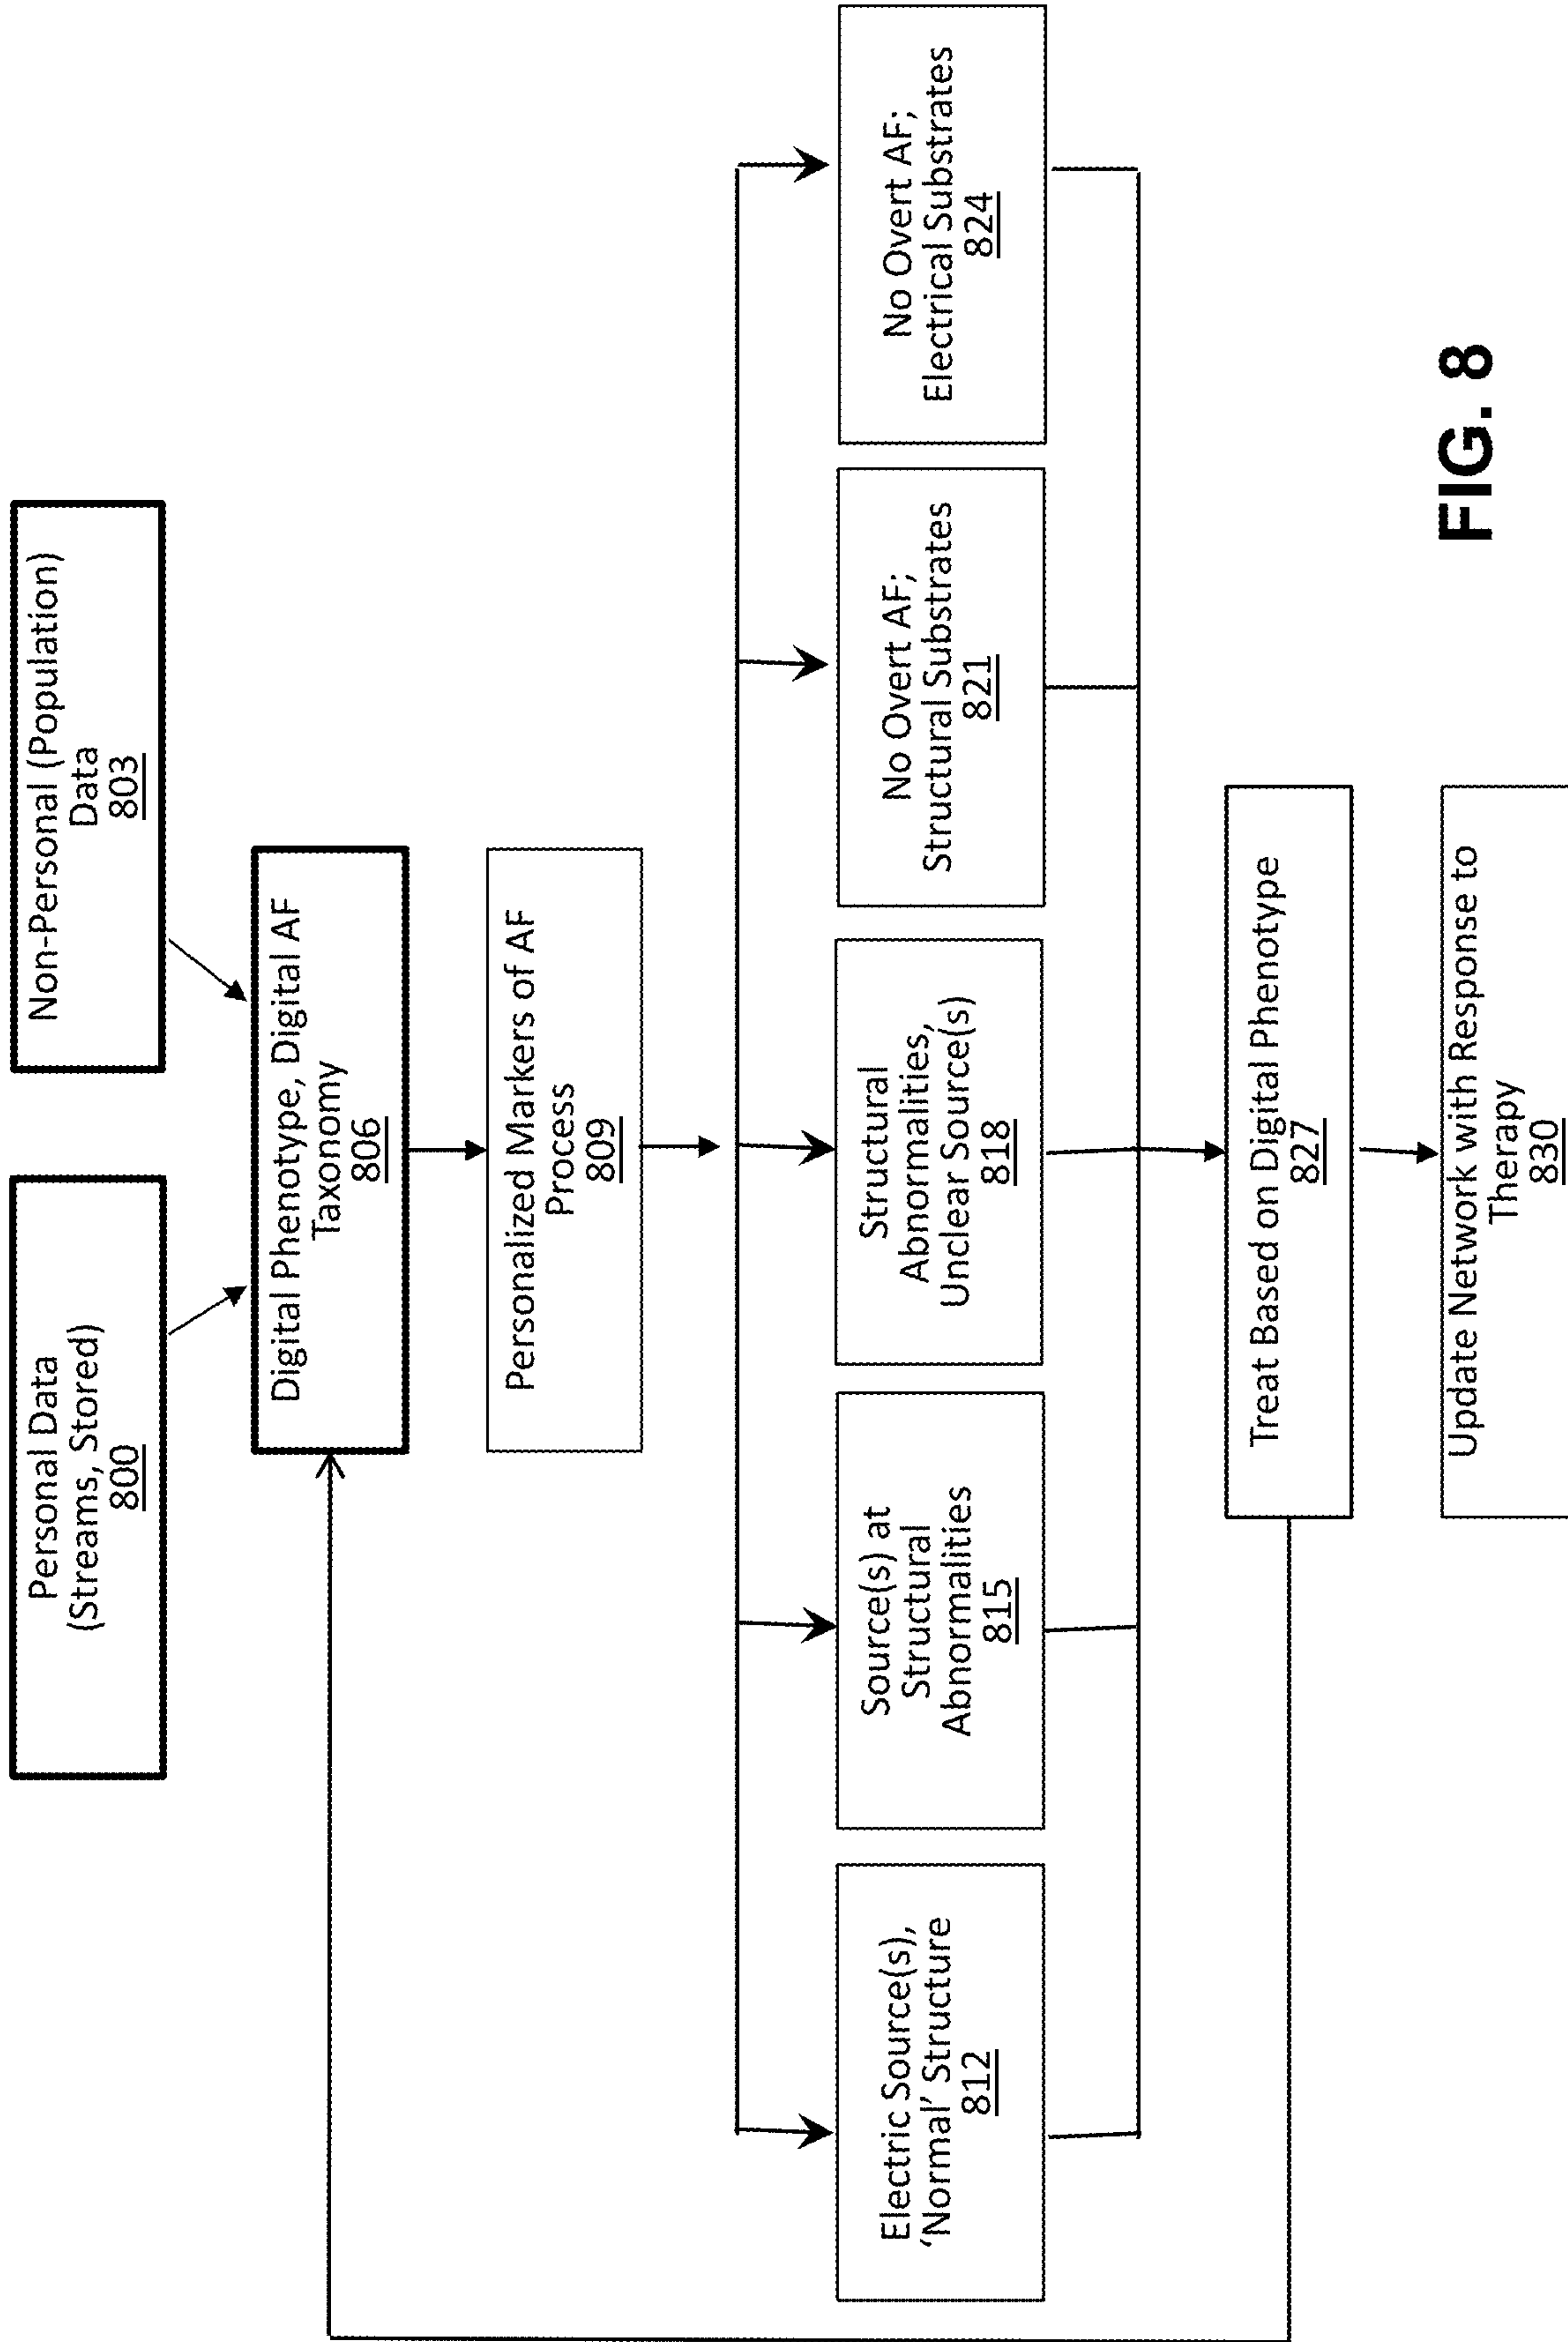 Personal Data
(Streams, Stored)
800
Non-Personal (Population)
Data
803
Digital Phenotype, Digital AF
Taxonomy
806
Personalized Markers of AF
Process
809
Electric Source(s),
‘Normal’ Structure
812
Source(s) at
Structural
Abnormalities
815
Structural
Abnormalities,
Unclear Source(s)
818
No Overt AF;
Structural Substrates
821
No Overt AF;
Electrical Substrates
824
Treat Based on Digital Phenotype
827
Update Network with Response to
Therapy
830
FIG. 8